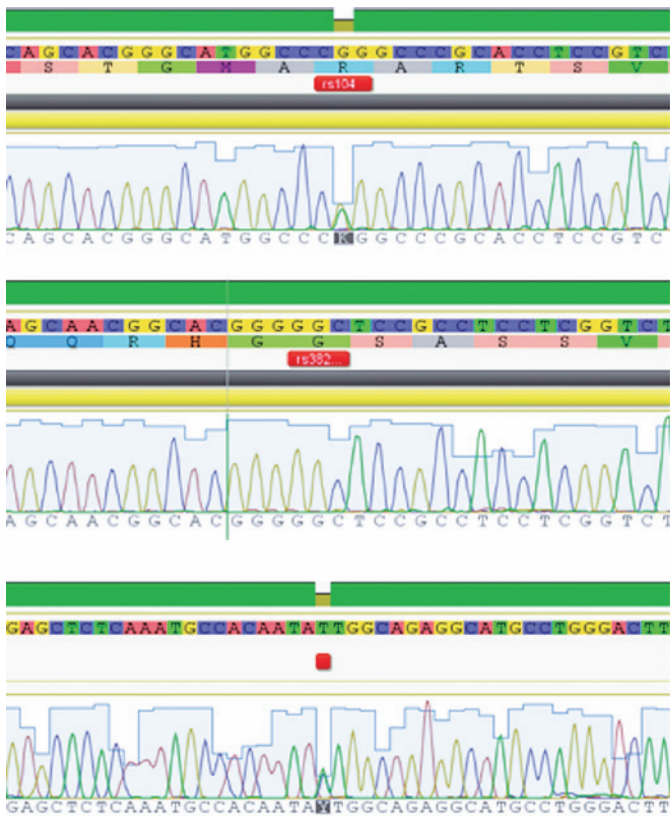 CAGCACGGGCATGGCCCGGGCCCGCACCTCCGTC
S T G M A R A R T S V
rs104
CAGCACGGGCATGGCCCKGGCCCGCACCTCCGTC
AGCAACGGCACGGGGGCTCCGCCTCCTCGGTCT
Q Q R H G G S A S S V
rs382...
AGCAACGGCACGGGGGCTCCGCCTCCTCGGTCT
GAGCTCTCAAATGCCACAATATTGGCAGAGGCATGCCTGGGACTT
GAGCTCTCAAATGCCACAATAYTGGCAGAGGCATGCCTGGGACTT